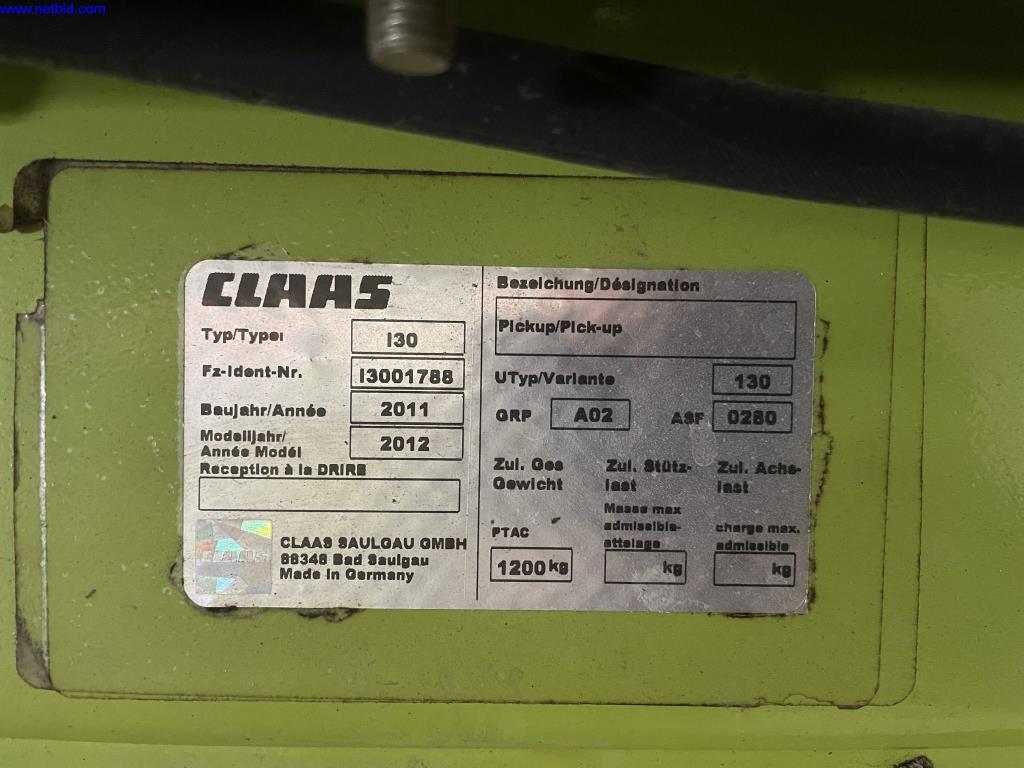 www.netbid.com
CLAAS
Typ/Type: I30
Fz-Ident-Nr. I3001788
Baujahr/Année 2011
Modelljahr/
Année Modél 2012
Reception à la DRIRE
CLAAS
CLAAS SAULGAU GMBH
88348 Bad Saulgau
Made in Germany
Bezeichung/Désignation
Pickup/Pick-up
UTyp/Variante 130
GRP A02 ASF 0280
Zul. Ges Gewicht
Zul. Stütz-last
Zul. Achs-last
PTAC
Masse max
admissible-
attelage
charge max.
admissible
1200 kg kg kg